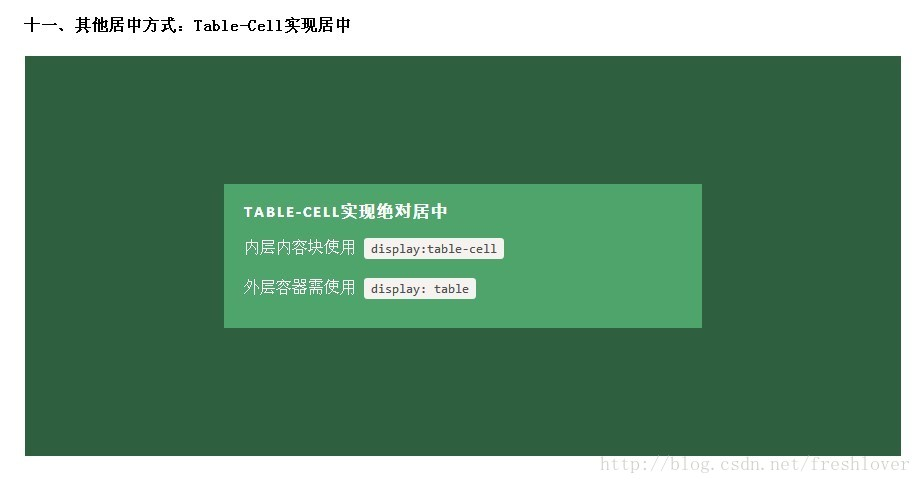 十一、其他居中方式：Table-Cell实现居中
TABLE-CELL实现绝对居中
内层内容块使用 display:table-cell
外层容器需使用 display: table
http://blog.csdn.net/freshlover